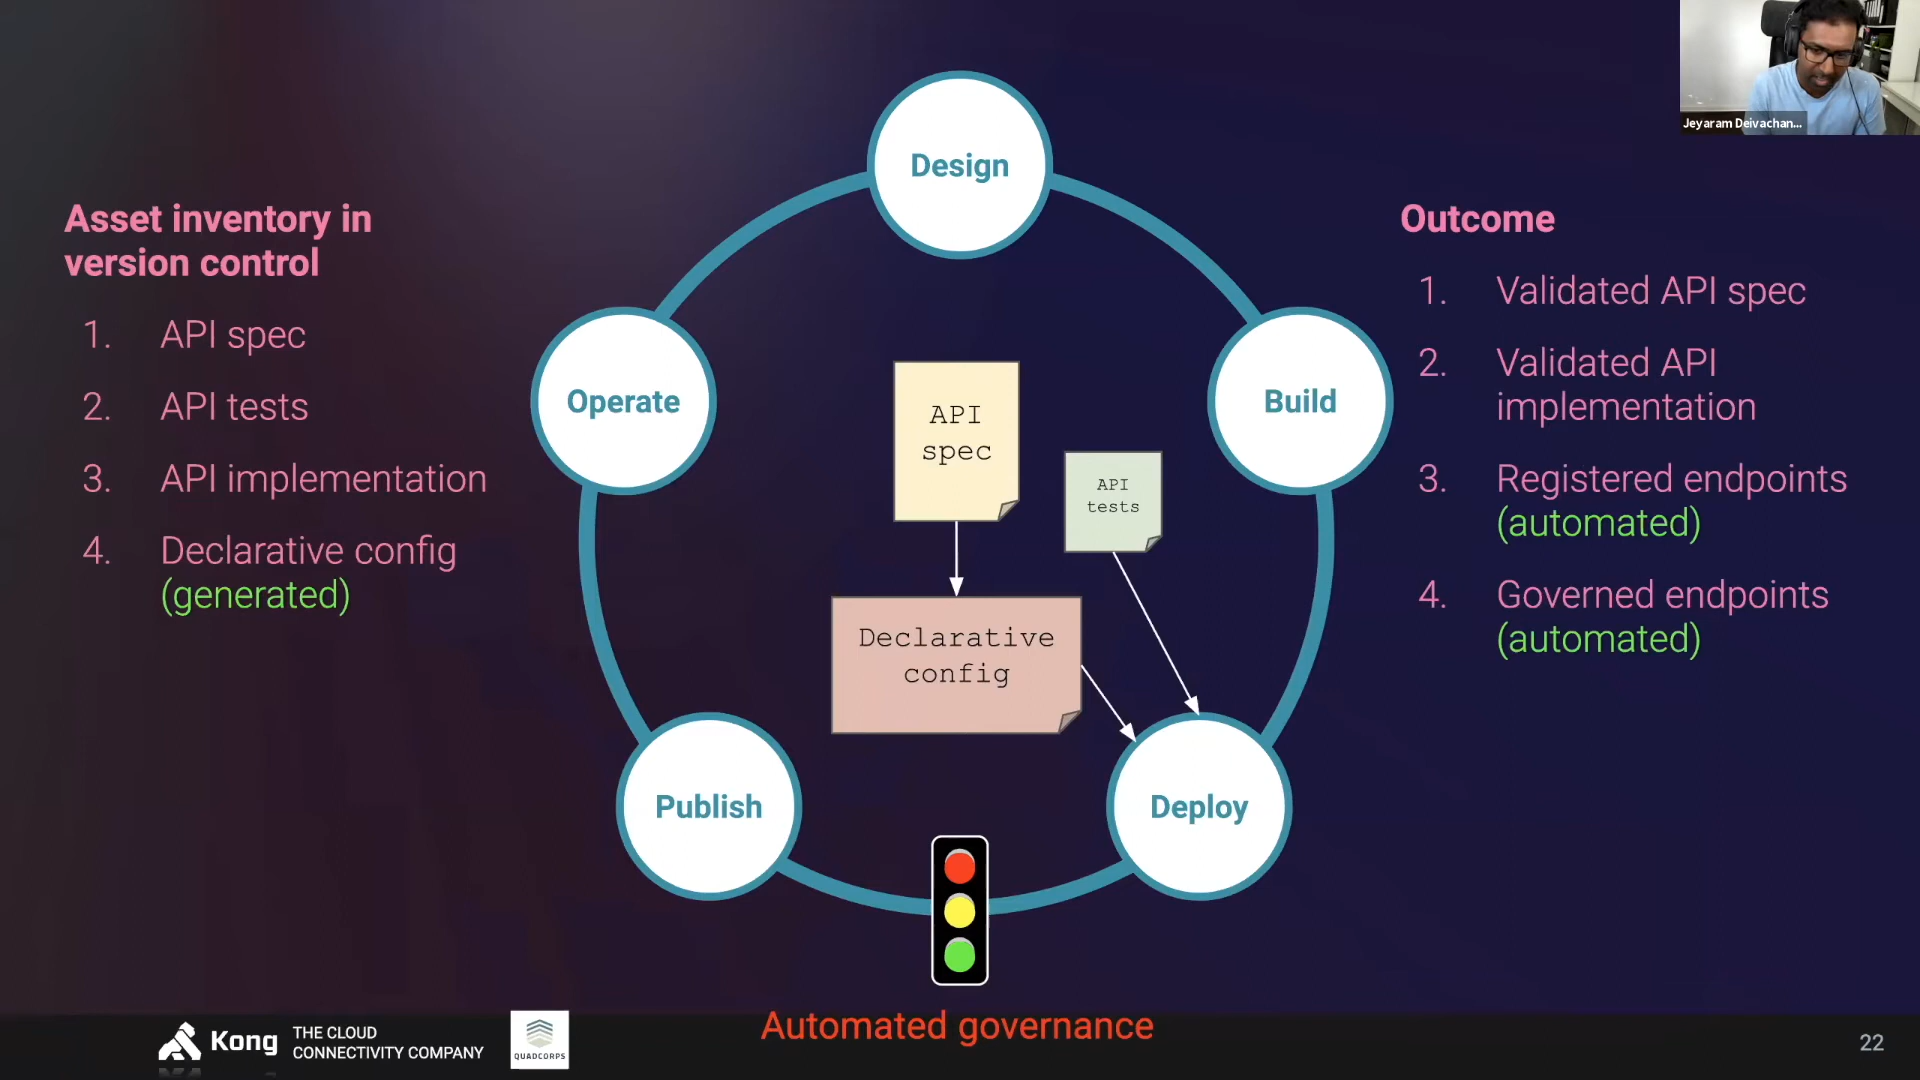 Jeyaram Deivachan...
Asset inventory in
version control
1. API spec
2. API tests
3. API implementation
4. Declarative config
(generated)
Design
Operate
Build
Publish
Deploy
API
spec
API
tests
Declarative
config
Outcome
1. Validated API spec
2. Validated API
implementation
3. Registered endpoints
(automated)
4. Governed endpoints
(automated)
Automated governance
Kong
THE CLOUD
CONNECTIVITY COMPANY
QUADCORPS
22